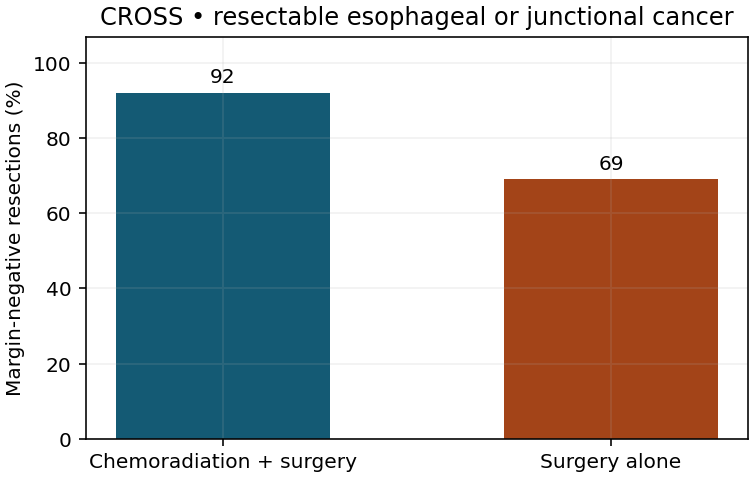 CROSS • resectable esophageal or junctional cancer
Margin-negative resections (%)
100
80
60
40
20
0
92
69
Chemoradiation + surgery
Surgery alone